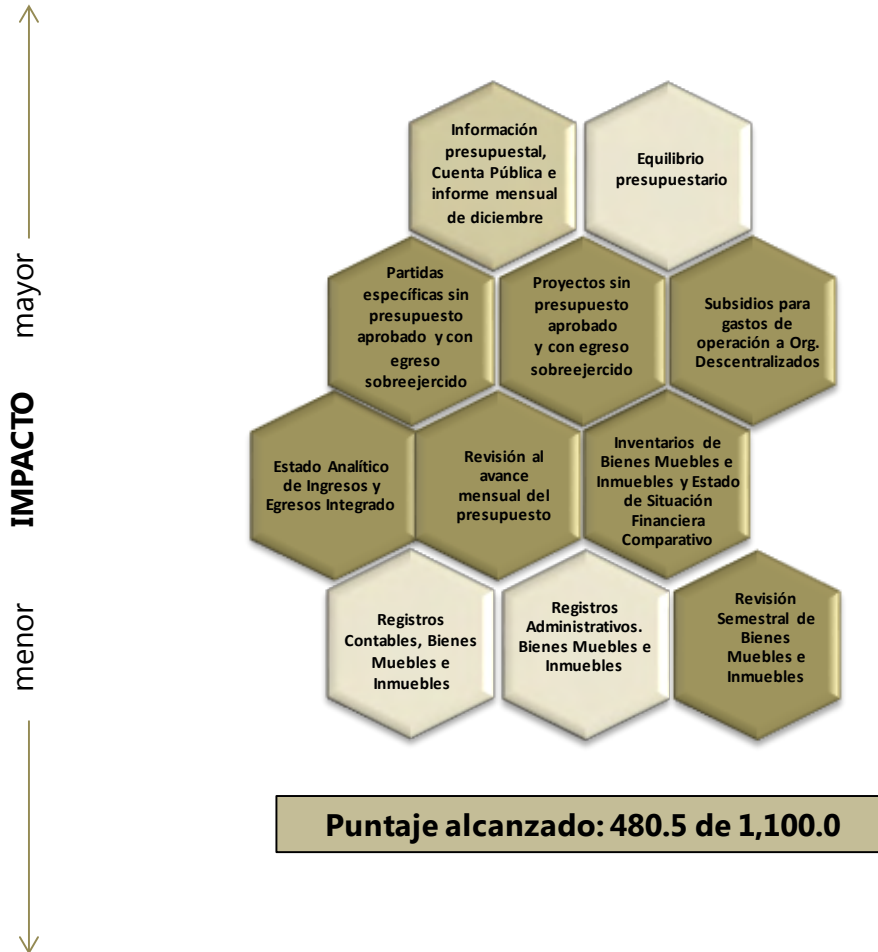 Información
presupuestal,
Cuenta Pública e
informe mensual
de diciembre
Equilibrio
presupuestario
Partidas
específicas sin
presupuesto
aprobado y con
egreso
sobreejercido
Proyectos sin
presupuesto
aprobado
y con egreso
sobreejercido
Subsidios para
gastos de
operación a Org.
Descentralizados
Estado Analítico
de Ingresos y
Egresos Integrado
Revisión al
avance
mensual del
presupuesto
Inventarios de
Bienes Muebles e
Inmuebles y Estado
de Situación
Financiera
Comparativo
Registros
Contables, Bienes
Muebles e
Inmuebles
Registros
Administrativos.
Bienes Muebles e
Inmuebles
Revisión
Semestral de
Bienes
Muebles e
Inmuebles
menor IMPACTO mayor
Puntaje alcanzado: 480.5 de 1,100.0